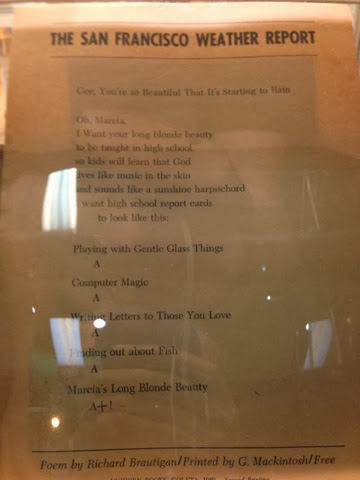 THE SAN FRANCISCO WEATHER REPORT
Gee, You're so Beautiful That It's Starting to Rain
Oh, Marcia,
I Want your long blonde beauty
to be taught in high school,
so kids will learn that God
lives like music in the skin
and sounds like a sunshine harpsichord
I want high school report cards
to look like this:
Playing with Gentle Glass Things
A
Computer Magic
A
Writing Letters to Those You Love
A
Finding out about Fish
A
Marcia's Long Blonde Beauty
A+!
Poem by Richard Brautigan/Printed by G. Mackintosh/Free